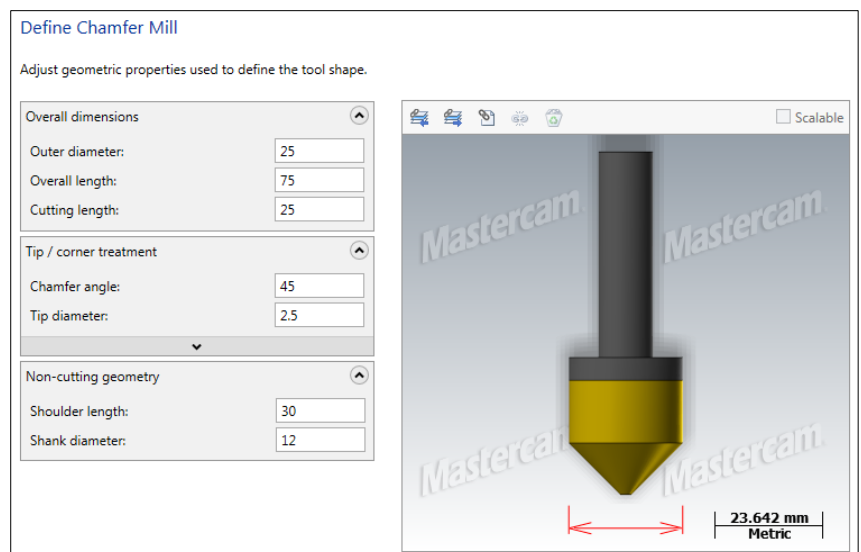 Define Chamfer Mill
Adjust geometric properties used to define the tool shape.
Overall dimensions
Outer diameter: 25
Overall length: 75
Cutting length: 25
Tip / corner treatment
Chamfer angle: 45
Tip diameter: 2.5
Non-cutting geometry
Shoulder length: 30
Shank diameter: 12
Scalable
Mastercam
Mastercam
Mastercam
Mastercam
23.642 mm
Metric